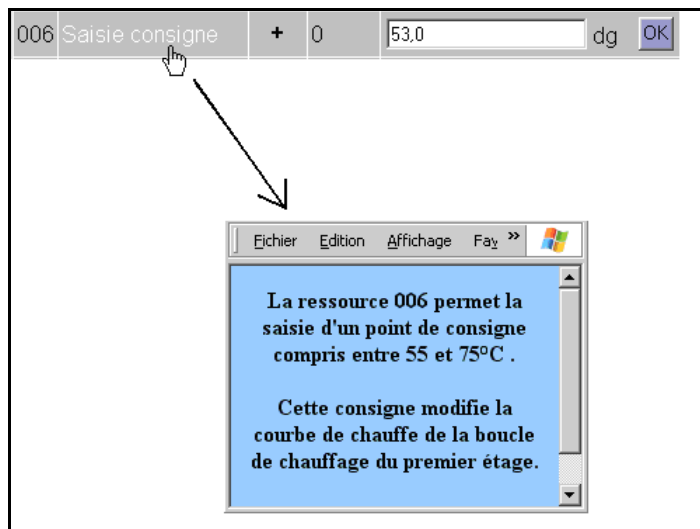 006 Saisie consigne + 0 53,0 dg OK
Fichier Edition Affichage Fav »
La ressource 006 permet la
saisie d'un point de consigne
compris entre 55 et 75°C .
Cette consigne modifie la
courbe de chauffe de la boucle
de chauffage du premier étage.